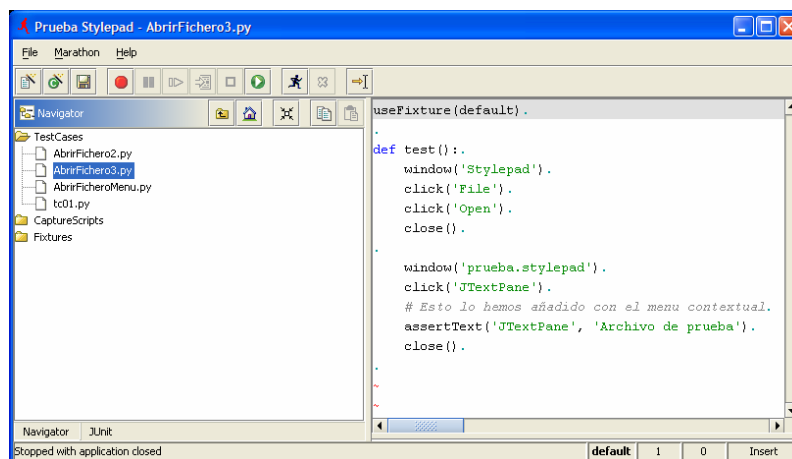 Prueba Stylepad - AbrirFichero3.py
File Marathon Help
Navigator
TestCases
AbrirFichero2.py
AbrirFichero3.py
AbrirFicheroMenu.py
tc01.py
CaptureScripts
Fixtures
useFixture(default).
.
def test():.
window('Stylepad').
click('File').
click('Open').
close().
.
window('prueba.stylepad').
click('JTextPane').
# Esto lo hemos añadido con el menu contextual.
assertText('JTextPane', 'Archivo de prueba').
close().
.
~
~
Navigator JUnit
Stopped with application closed default 1 0 Insert